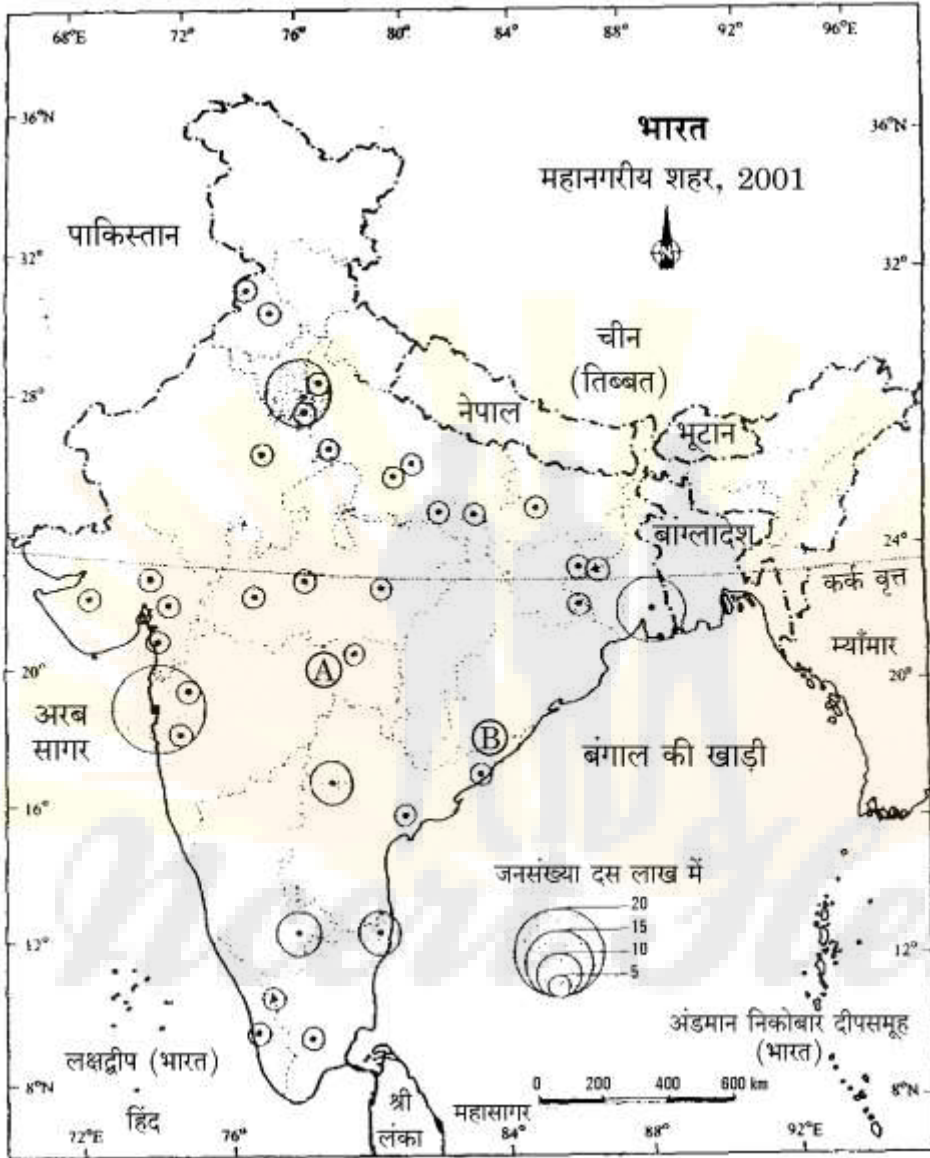 68°E 72° 76° 80° 84° 88° 92° 96°E
36°N 36°N
भारत
महानगरीय शहर, 2001
N
पाकिस्तान
32° 32°
चीन
(तिब्बत)
28°
नेपाल
भूटान
बाग्लादेश
24°
कर्क वृत्त
म्याँमार
20° 20°
A
अरब
सागर
B
बंगाल की खाड़ी
16°
जनसंख्या दस लाख में
20
15
10
5
12° 12°
अंडमान निकोबार दीपसमूह
(भारत)
लक्षद्वीप (भारत)
8°N 8°N
0 200 400 600 km
हिंद
श्री
लंका
महासागर
72°E 76° 84° 88° 92°E